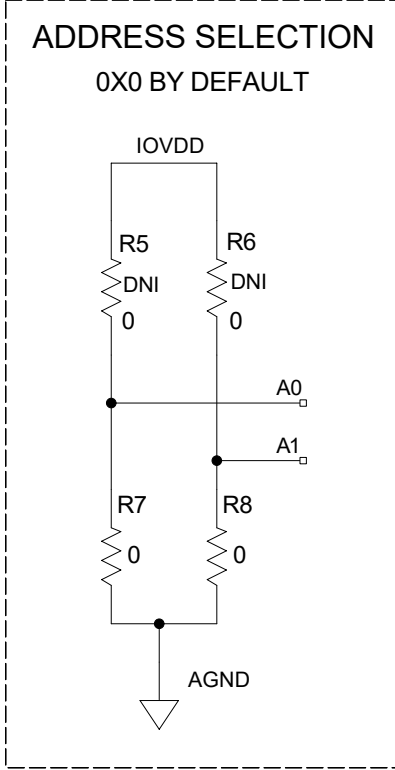 ADDRESS SELECTION
0X0 BY DEFAULT
IOVDD
R5
R6
DNI
DNI
0
0
A0
A1
R7
R8
0
0
AGND